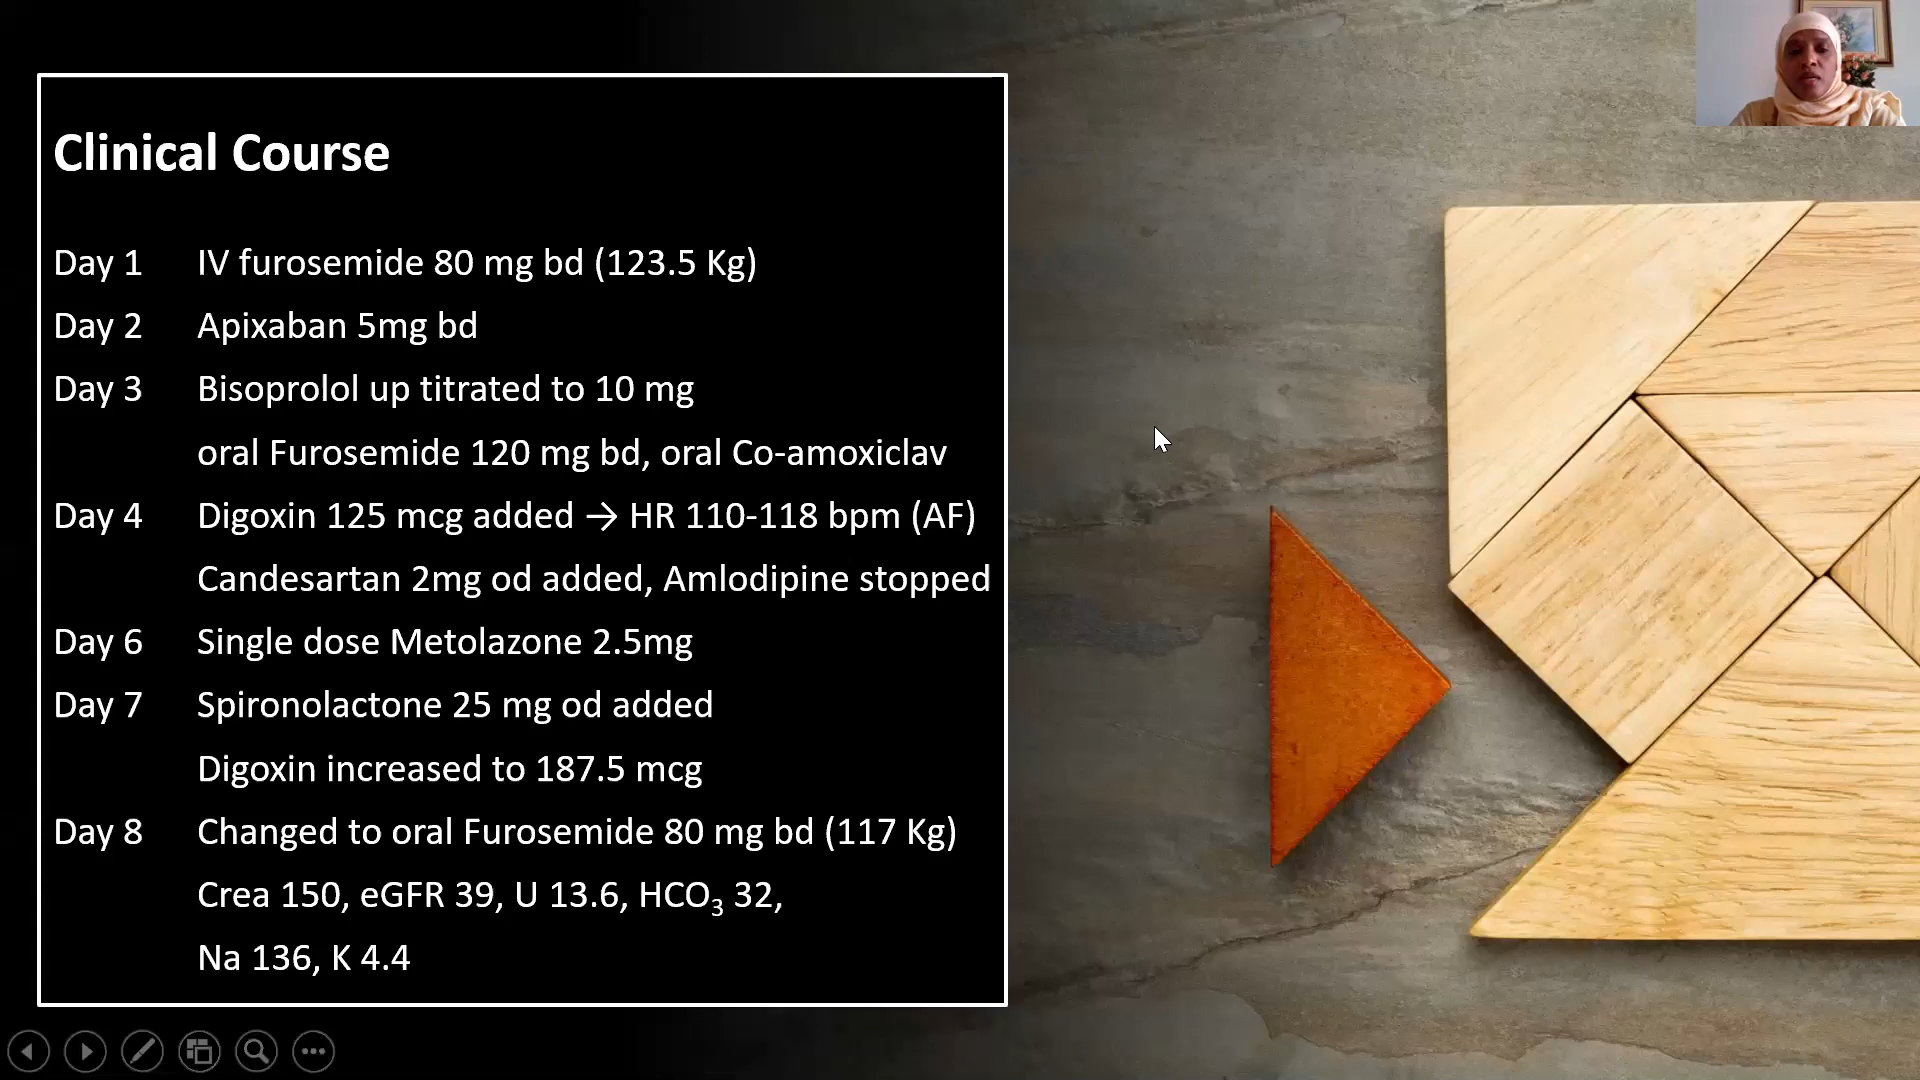 Clinical Course
Day 1 IV furosemide 80 mg bd (123.5 Kg)
Day 2 Apixaban 5mg bd
Day 3 Bisoprolol up titrated to 10 mg
oral Furosemide 120 mg bd, oral Co-amoxiclav
Day 4 Digoxin 125 mcg added → HR 110-118 bpm (AF)
Candesartan 2mg od added, Amlodipine stopped
Day 6 Single dose Metolazone 2.5mg
Day 7 Spironolactone 25 mg od added
Digoxin increased to 187.5 mcg
Day 8 Changed to oral Furosemide 80 mg bd (117 Kg)
Crea 150, eGFR 39, U 13.6, HCO₃ 32,
Na 136, K 4.4